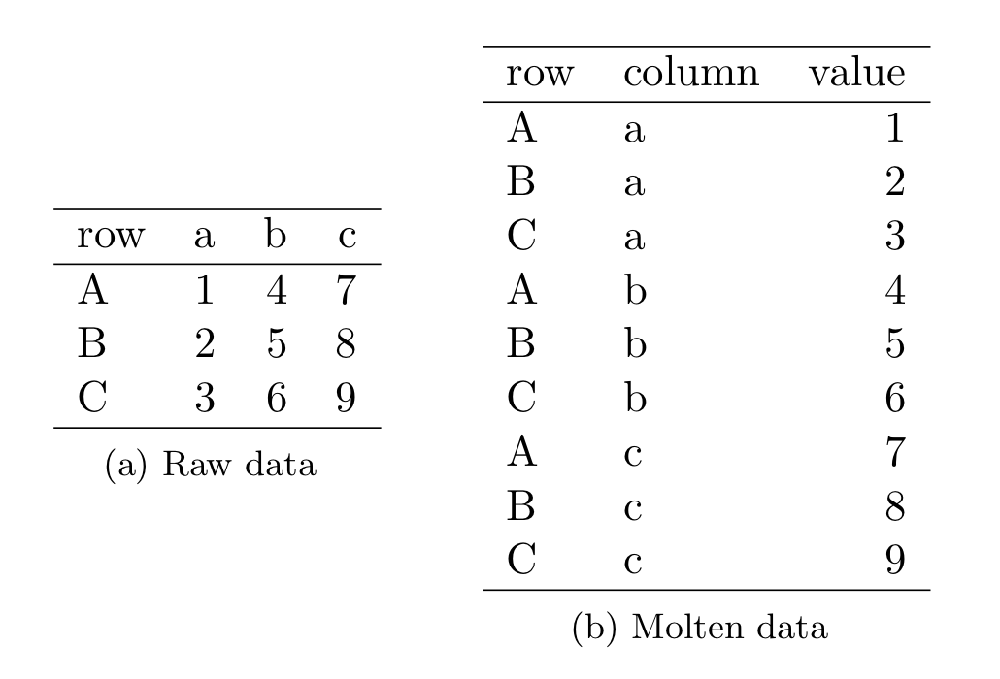 row a b c
A 1 4 7
B 2 5 8
C 3 6 9
(a) Raw data
row column value
A a 1
B a 2
C a 3
A b 4
B b 5
C b 6
A c 7
B c 8
C c 9
(b) Molten data